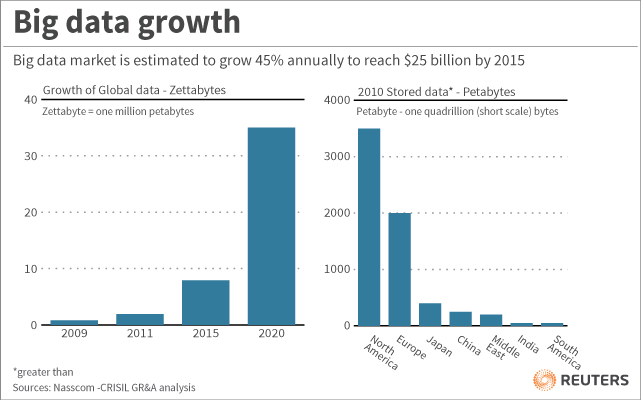 Big data growth
Big data market is estimated to grow 45% annually to reach $25 billion by 2015
Growth of Global data - Zettabytes
40
Zettabyte = one million petabytes
30
20
10
0
2009 2011 2015 2020
2010 Stored data* - Petabytes
4000
Petabyte - one quadrillion (short scale) bytes
3000
2000
1000
0
North America
Europe
Japan
China
Middle East
India
South America
*greater than
Sources: Nasscom -CRISIL GR&A analysis
REUTERS